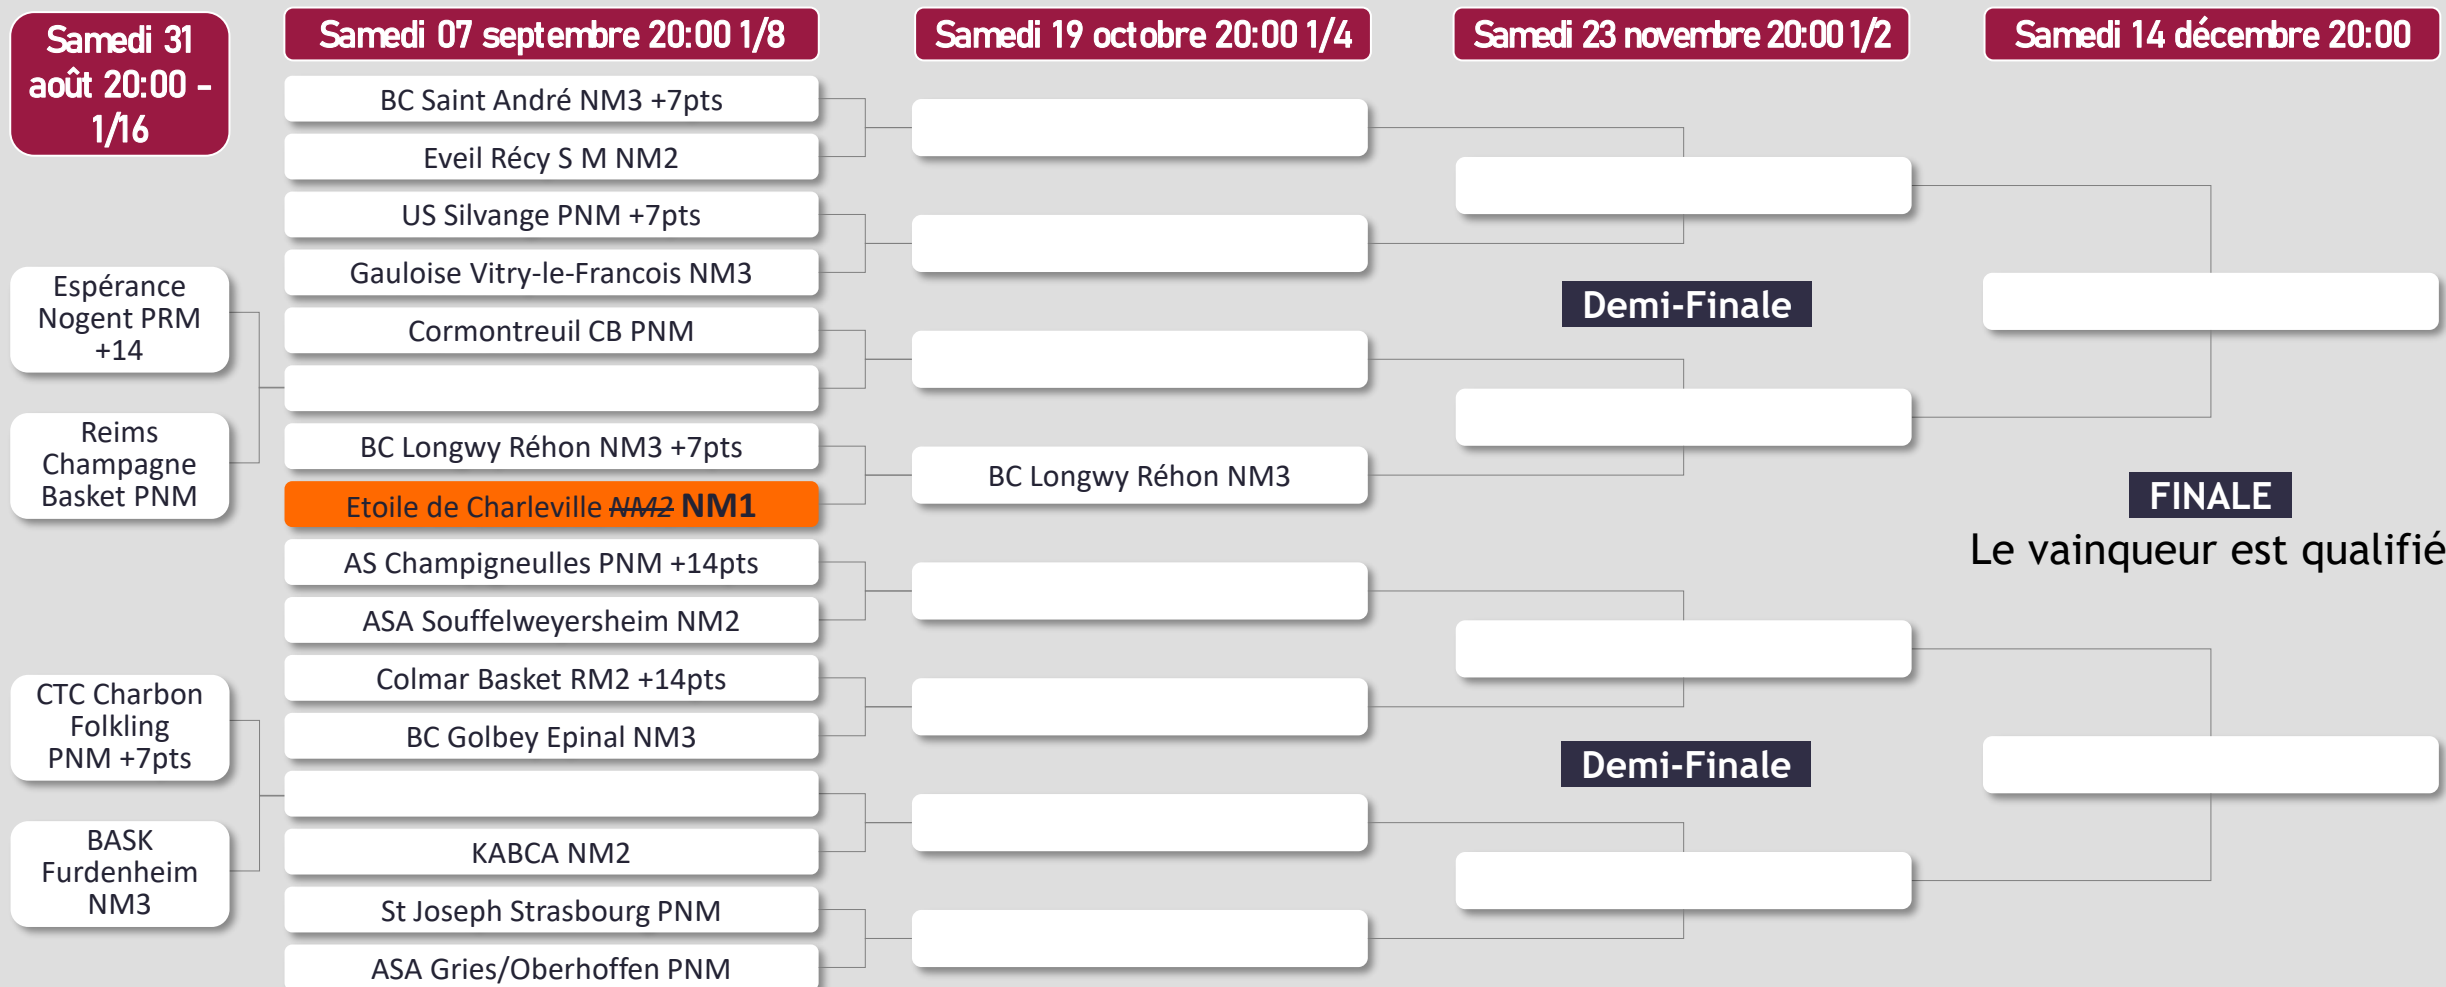 Samedi 31
août 20:00 -
1/16
Samedi 07 septembre 20:00 1/8
Samedi 19 octobre 20:00 1/4
Samedi 23 novembre 20:00 1/2
Samedi 14 décembre 20:00
Espérance
Nogent PRM
+14
Reims
Champagne
Basket PNM
CTC Charbon
Folkling
PNM +7pts
BASK
Furdenheim
NM3
BC Saint André NM3 +7pts
Eveil Récy S M NM2
US Silvange PNM +7pts
Gauloise Vitry-le-Francois NM3
Cormontreuil CB PNM
BC Longwy Réhon NM3 +7pts
Etoile de Charleville NM2 NM1
AS Champigneulles PNM +14pts
ASA Souffelweyersheim NM2
Colmar Basket RM2 +14pts
BC Golbey Epinal NM3
KABCA NM2
St Joseph Strasbourg PNM
ASA Gries/Oberhoffen PNM
BC Longwy Réhon NM3
Demi-Finale
Demi-Finale
FINALE
Le vainqueur est qualifié